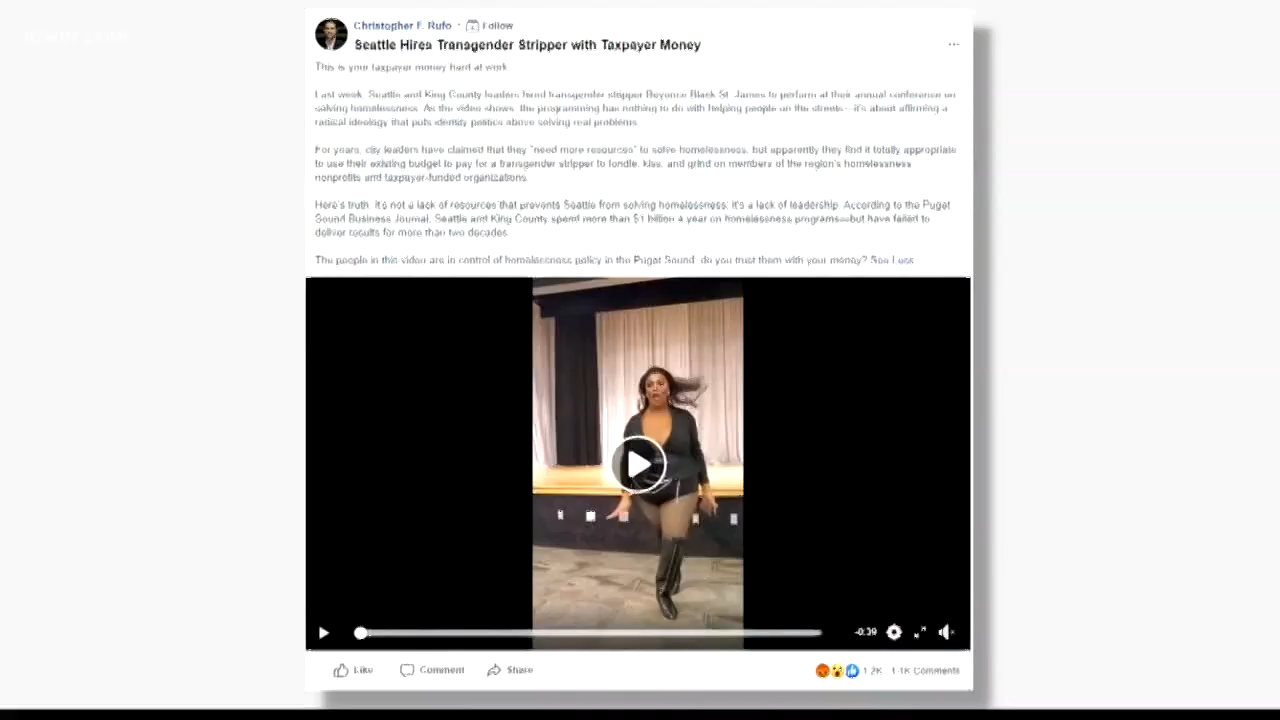 Christopher F. Rufo · Follow
Seattle Hires Transgender Stripper with Taxpayer Money
This is your taxpayer money hard at work.
Last week, Seattle and King County leaders hired transgender stripper Beyonce Black St. James to perform at their annual conference on
solving homelessness. As the video shows, the programming has nothing to do with helping people on the streets—it's about affirming a
radical ideology that puts identity politics above solving real problems.
For years, city leaders have claimed that they "need more resources" to solve homelessness, but apparently they find it totally appropriate
to use their existing budget to pay for a transgender stripper to fondle, kiss, and grind on members of the region's homelessness
nonprofits and taxpayer-funded organizations.
Here's truth: it's not a lack of resources that prevents Seattle from solving homelessness; it's a lack of leadership. According to the Puget
Sound Business Journal, Seattle and King County spend more than $1 billion a year on homelessness programs—but have failed to
deliver results for more than two decades.
The people in this video are in control of homelessness policy in the Puget Sound: do you trust them with your money? See Less
-0:39
Like Comment Share 1.2K 1.1K Comments